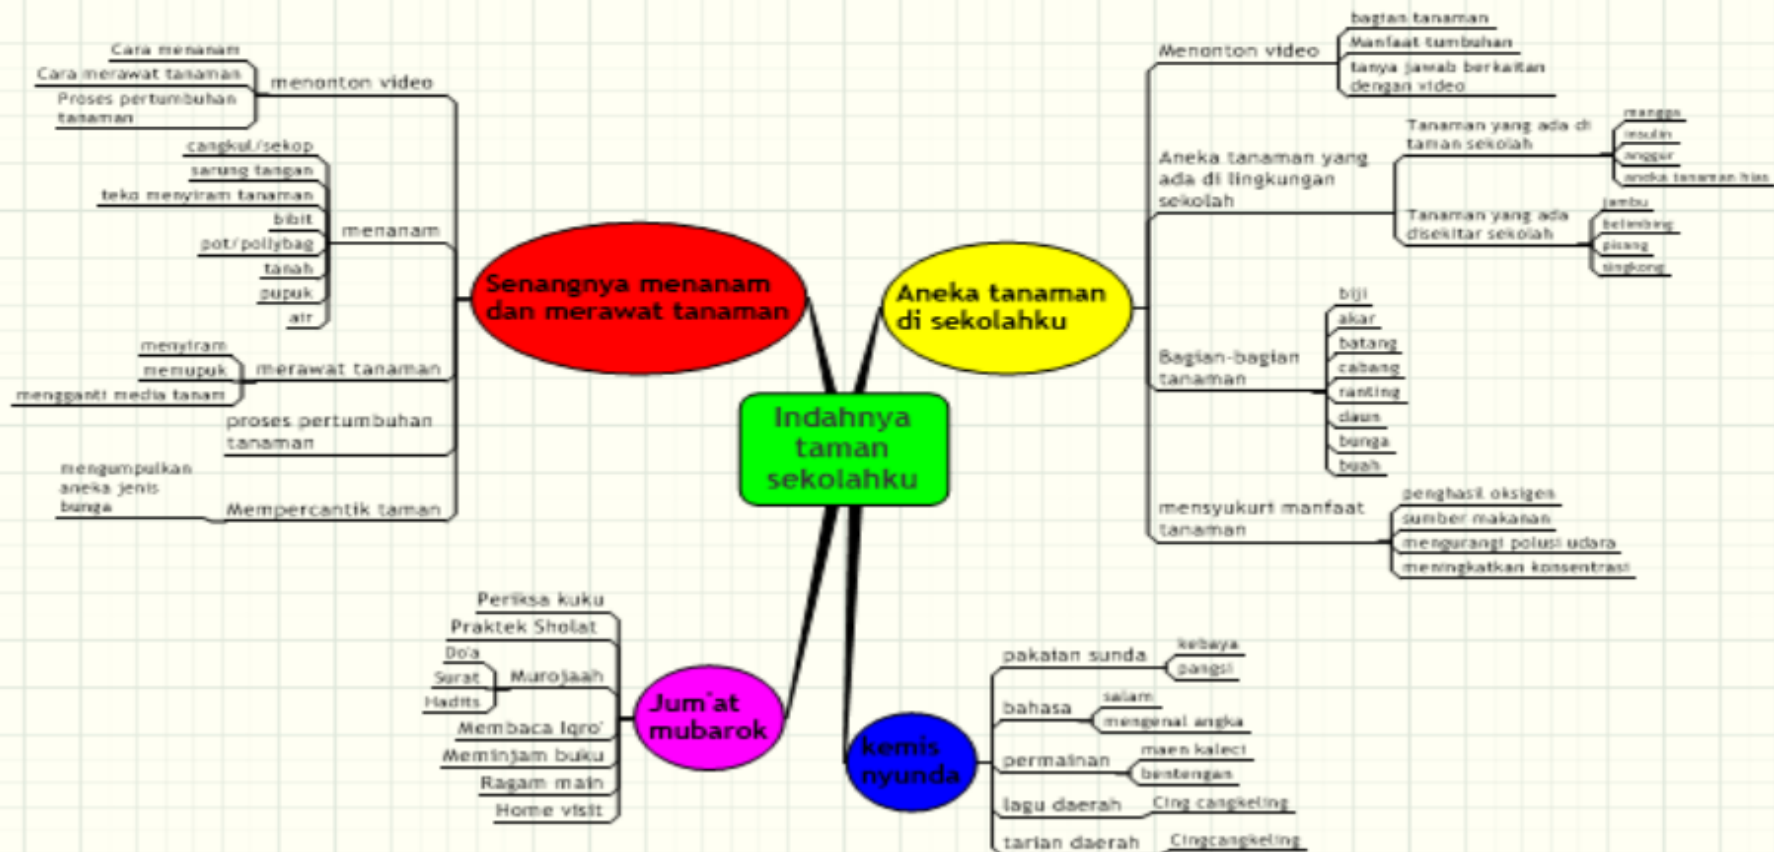 Indahnya
taman
sekolahku
Senangnya menanam
dan merawat tanaman
menonton video
Cara menanam
Cara merawat tanaman
Proses pertumbuhan
tanaman
menanam
cangkul/sekop
sarung tangan
teko menyiram tanaman
bibit
pot/pollybag
tanah
pupuk
air
merawat tanaman
menyiram
memupuk
mengganti media tanam
proses pertumbuhan
tanaman
Mempercantik taman
mengumpulkan
aneka jenis
bunga
Aneka tanaman
di sekolahku
Menonton video
bagian tanaman
Manfaat tumbuhan
tanya jawab berkaitan
dengan video
Aneka tanaman yang
ada di lingkungan
sekolah
Tanaman yang ada di
taman sekolah
mangga
insulin
anggur
aneka tanaman hias
Tanaman yang ada
disekitar sekolah
jambu
belimbing
pisang
singkong
Bagian-bagian
tanaman
biji
akar
batang
cabang
ranting
daun
bunga
buah
mensyukuri manfaat
tanaman
penghasil oksigen
sumber makanan
mengurangi polusi udara
meningkatkan konsentrasi
Jum'at
mubarok
Periksa kuku
Praktek Sholat
Murojaah
Do'a
Surat
Hadits
Membaca Iqro'
Meminjam buku
Ragam main
Home visit
kemis
nyunda
pakaian sunda
kebaya
pangsi
bahasa
salam
mengenal angka
permainan
maen kaleci
bentengan
lagu daerah
Cing cangkeling
tarian daerah
Cingcangkeling